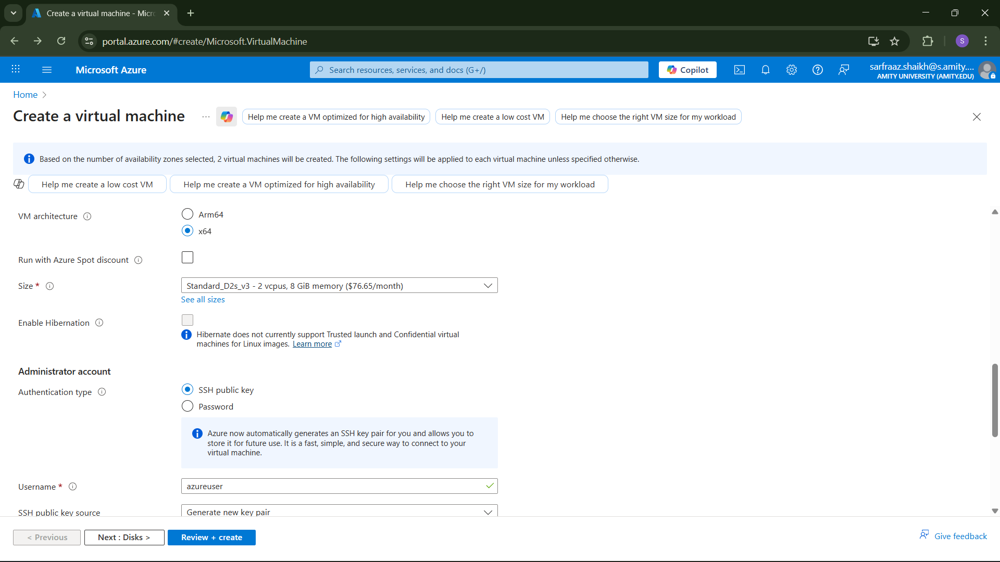 Create a virtual machine - Micro
portal.azure.com/#create/Microsoft.VirtualMachine
S
Microsoft Azure
Search resources, services, and docs (G+/)
Copilot
sarfraaz.shaikh@s.amity....
AMITY UNIVERSITY (AMITY.EDU)
Home >
Create a virtual machine ...
Help me create a VM optimized for high availability
Help me create a low cost VM
Help me choose the right VM size for my workload
Based on the number of availability zones selected, 2 virtual machines will be created. The following settings will be applied to each virtual machine unless specified otherwise.
Help me create a low cost VM
Help me create a VM optimized for high availability
Help me choose the right VM size for my workload
VM architecture
Arm64
x64
Run with Azure Spot discount
Size *
Standard_D2s_v3 - 2 vcpus, 8 GiB memory ($76.65/month)
See all sizes
Enable Hibernation
Hibernate does not currently support Trusted launch and Confidential virtual
machines for Linux images. Learn more
Administrator account
Authentication type
SSH public key
Password
Azure now automatically generates an SSH key pair for you and allows you to
store it for future use. It is a fast, simple, and secure way to connect to your
virtual machine.
Username *
azureuser
SSH public key source
Generate new key pair
< Previous
Next : Disks >
Review + create
Give feedback